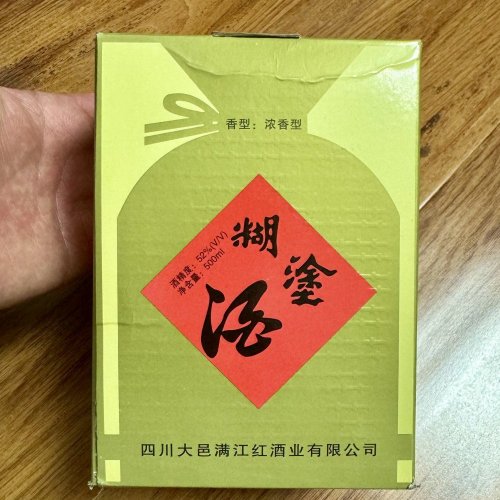 香型：浓香型
糊塗
酒
酒精度：52%(V/V)
净含量：500ml
四川大邑满江红酒业有限公司